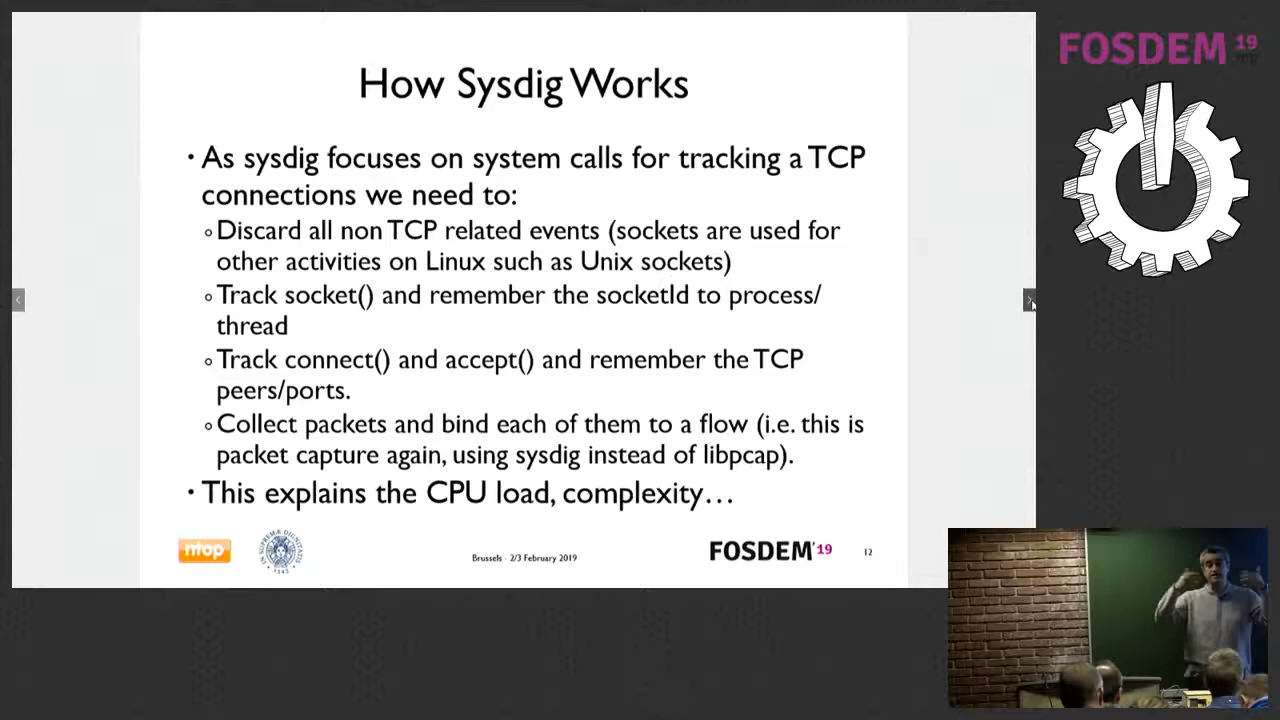 How Sysdig Works
• As sysdig focuses on system calls for tracking a TCP
connections we need to:
◦ Discard all non TCP related events (sockets are used for
other activities on Linux such as Unix sockets)
◦ Track socket() and remember the socketId to process/
thread
◦ Track connect() and accept() and remember the TCP
peers/ports.
◦ Collect packets and bind each of them to a flow (i.e. this is
packet capture again, using sysdig instead of libpcap).
• This explains the CPU load, complexity…
ntop
Brussels - 2/3 February 2019
FOSDEM'19
12
FOSDEM 19